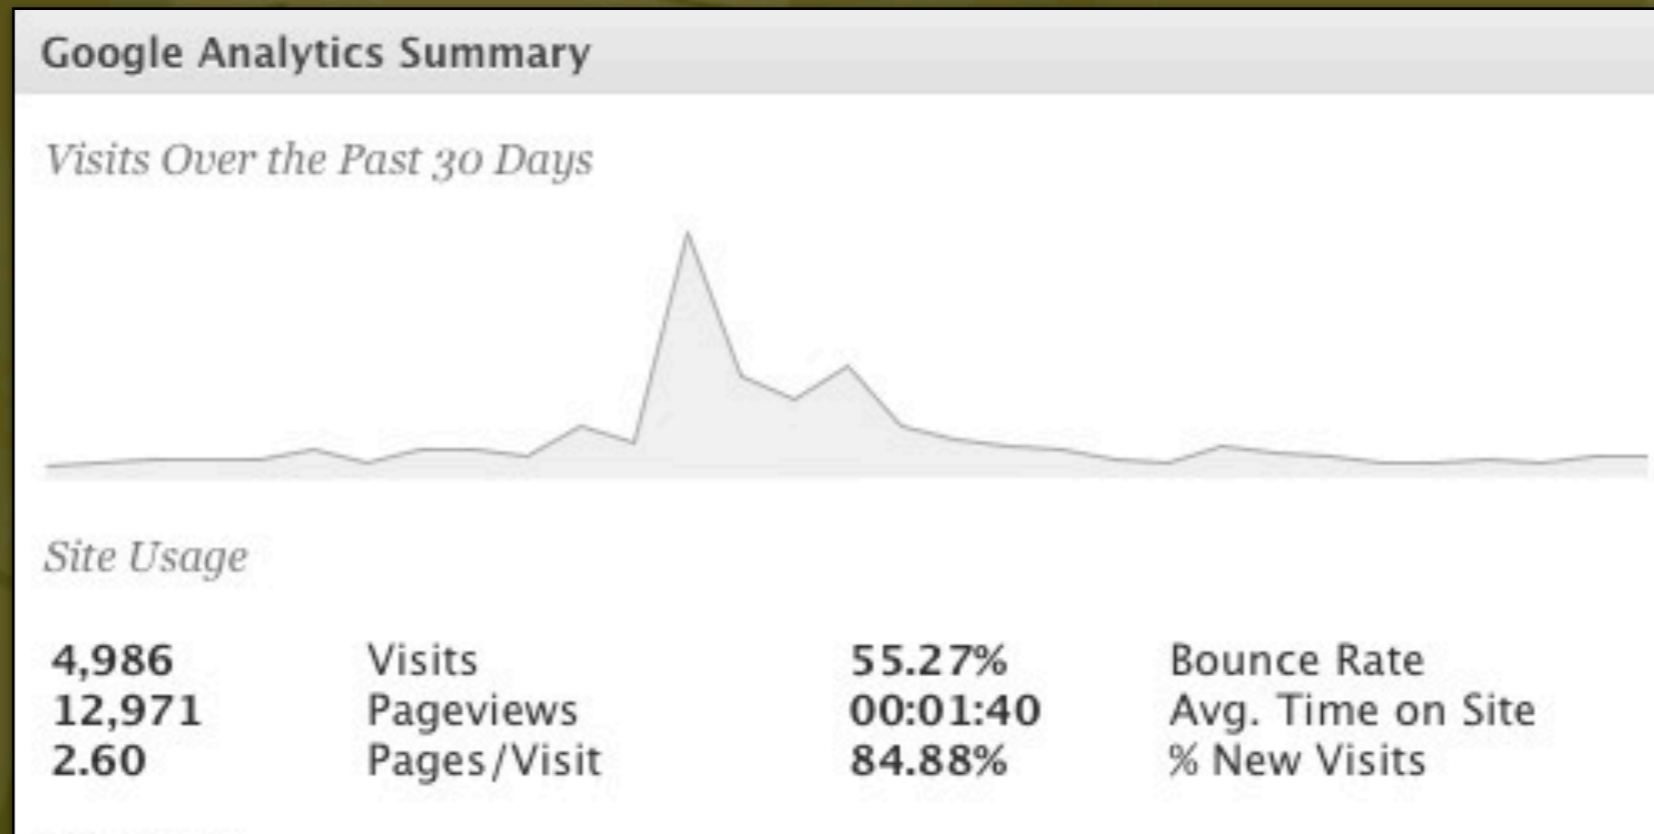 Google Analytics Summary
Visits Over the Past 30 Days
Site Usage
4,986 Visits 55.27% Bounce Rate
12,971 Pageviews 00:01:40 Avg. Time on Site
2.60 Pages/Visit 84.88% % New Visits